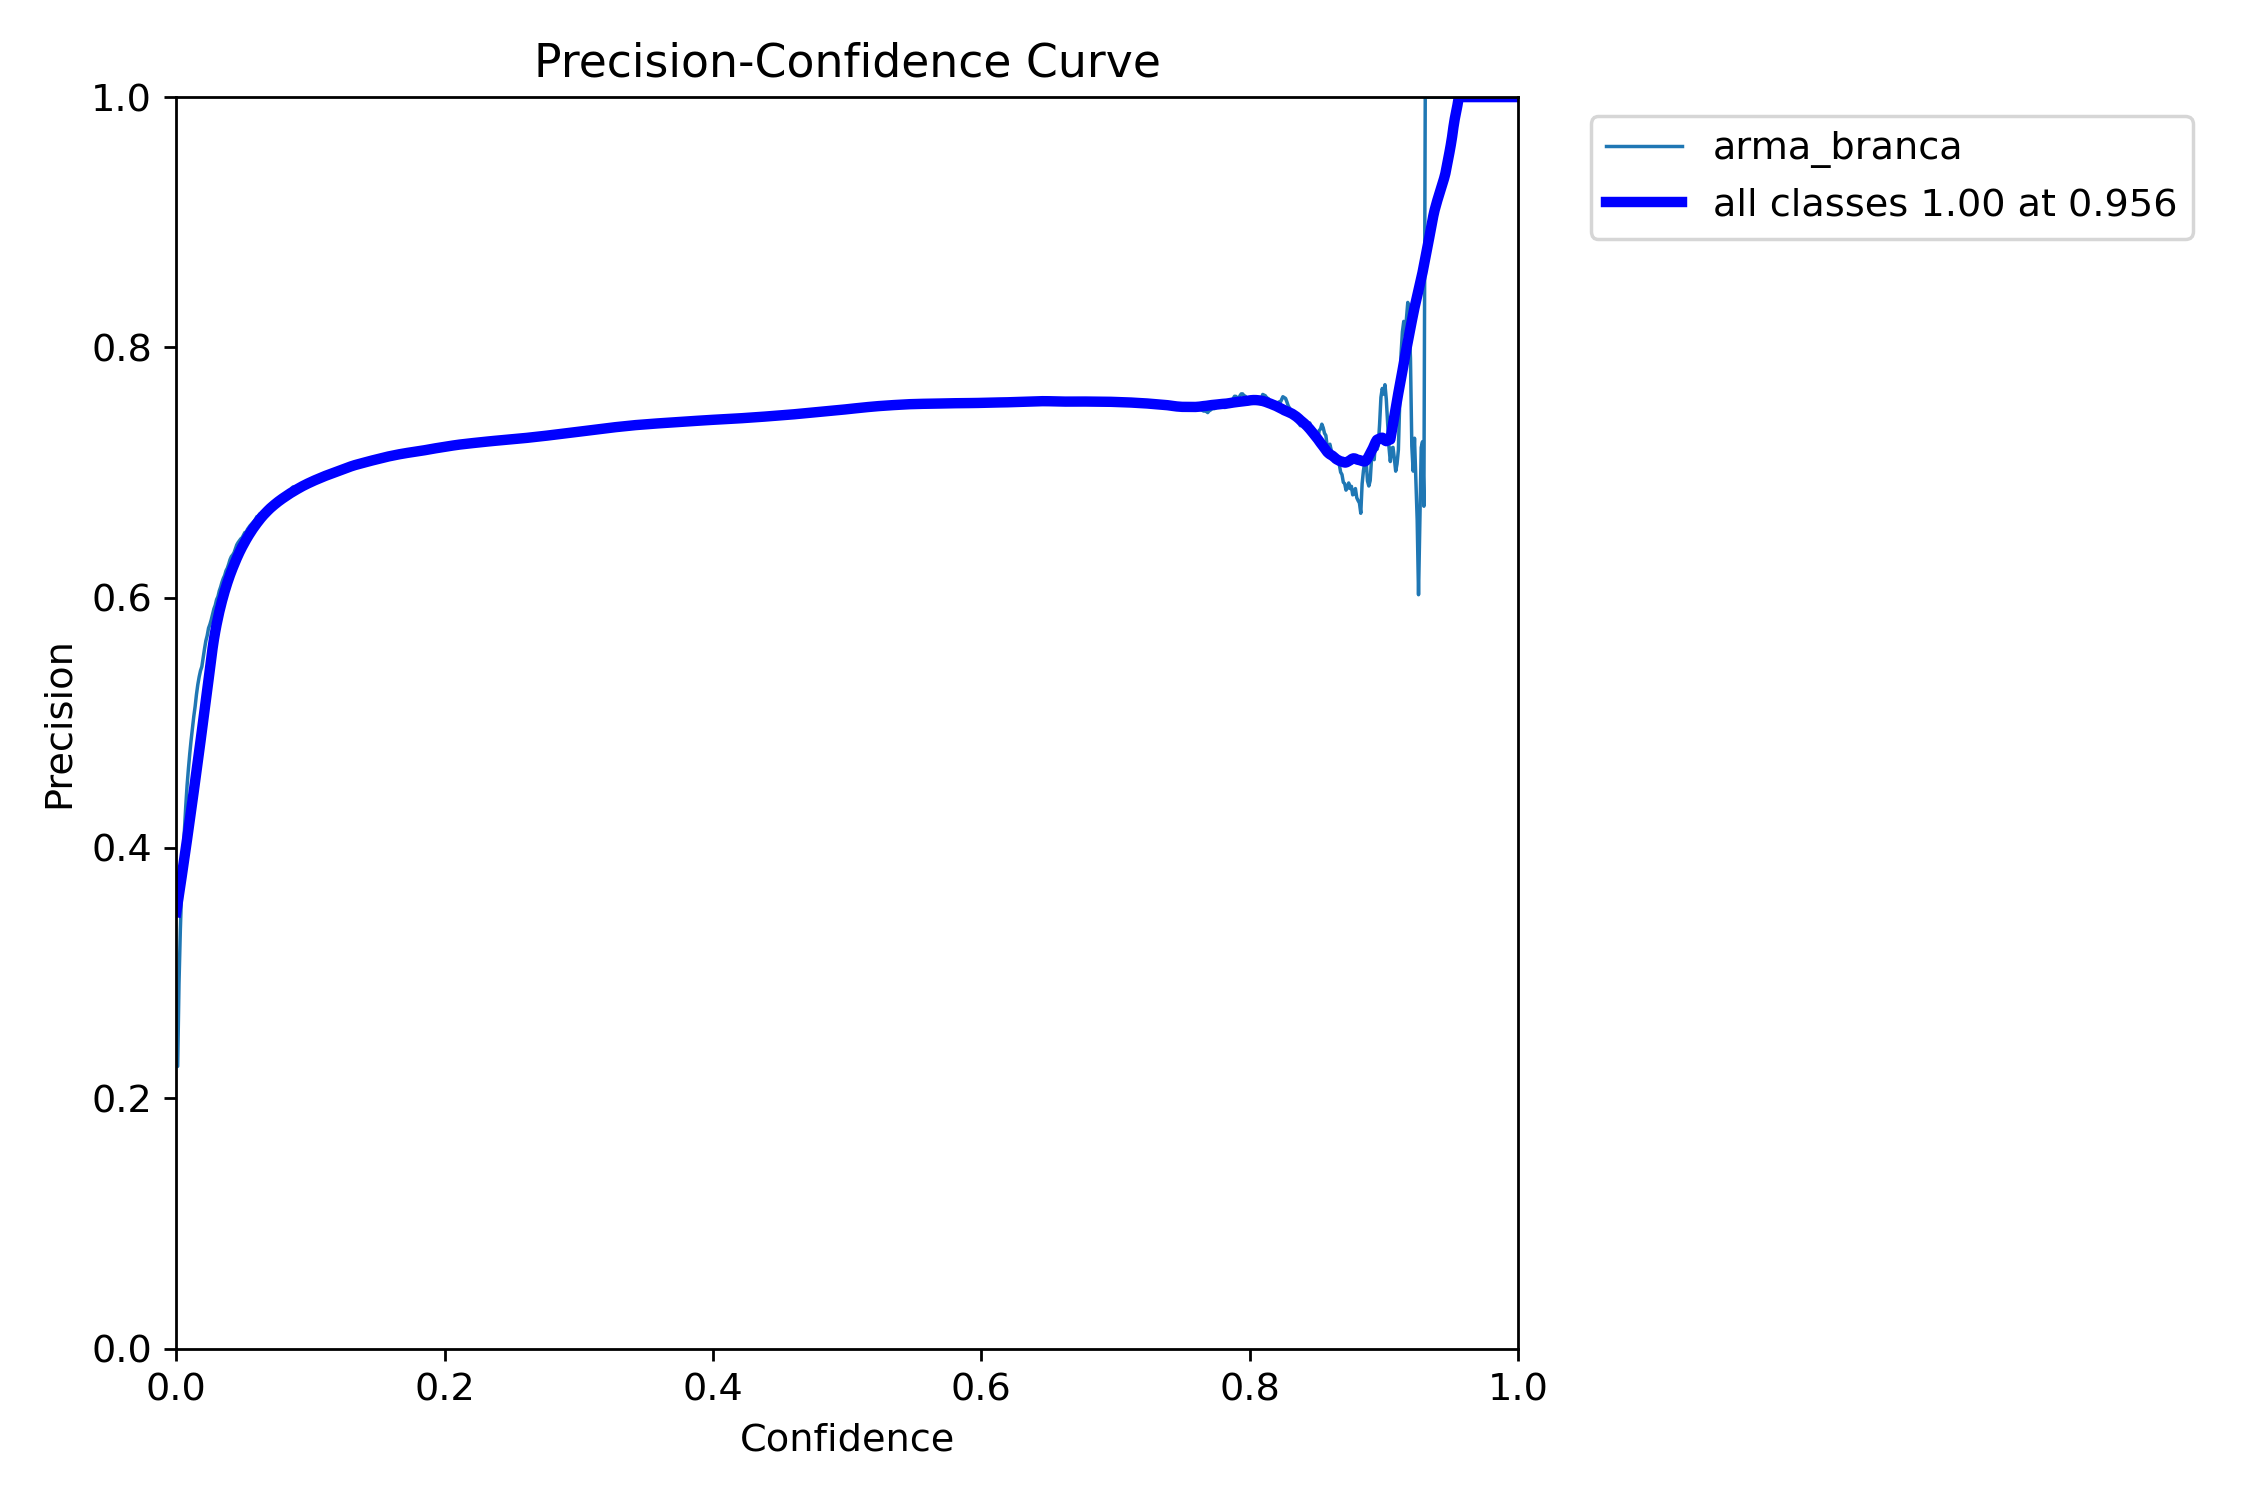 Precision-Confidence Curve
1.0
0.8
0.6
0.4
0.2
0.0
Precision
0.0 0.2 0.4 0.6 0.8 1.0
Confidence
arma_branca
all classes 1.00 at 0.956